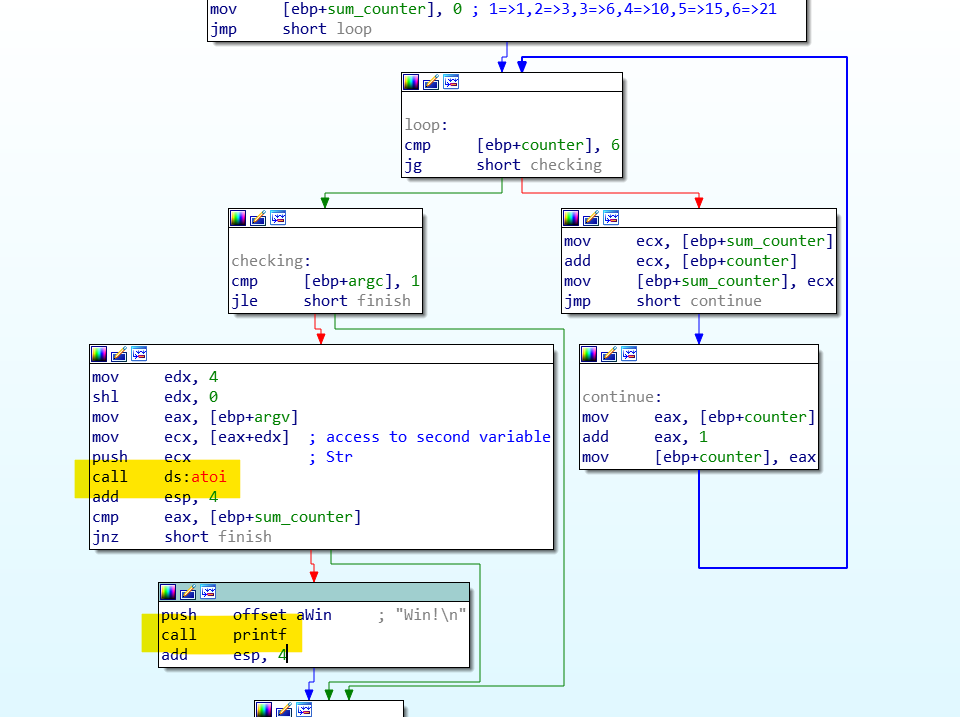 mov [ebp+sum_counter], 0 ; 1=>1,2=>3,3=>6,4=>10,5=>15,6=>21
jmp short loop
loop:
cmp [ebp+counter], 6
jg short checking
checking:
cmp [ebp+argc], 1
jle short finish
mov ecx, [ebp+sum_counter]
add ecx, [ebp+counter]
mov [ebp+sum_counter], ecx
jmp short continue
mov edx, 4
shl edx, 0
mov eax, [ebp+argv]
mov ecx, [eax+edx] ; access to second variable
push ecx ; Str
call ds:atoi
add esp, 4
cmp eax, [ebp+sum_counter]
jnz short finish
continue:
mov eax, [ebp+counter]
add eax, 1
mov [ebp+counter], eax
push offset aWin ; "Win!\n"
call printf
add esp, 4